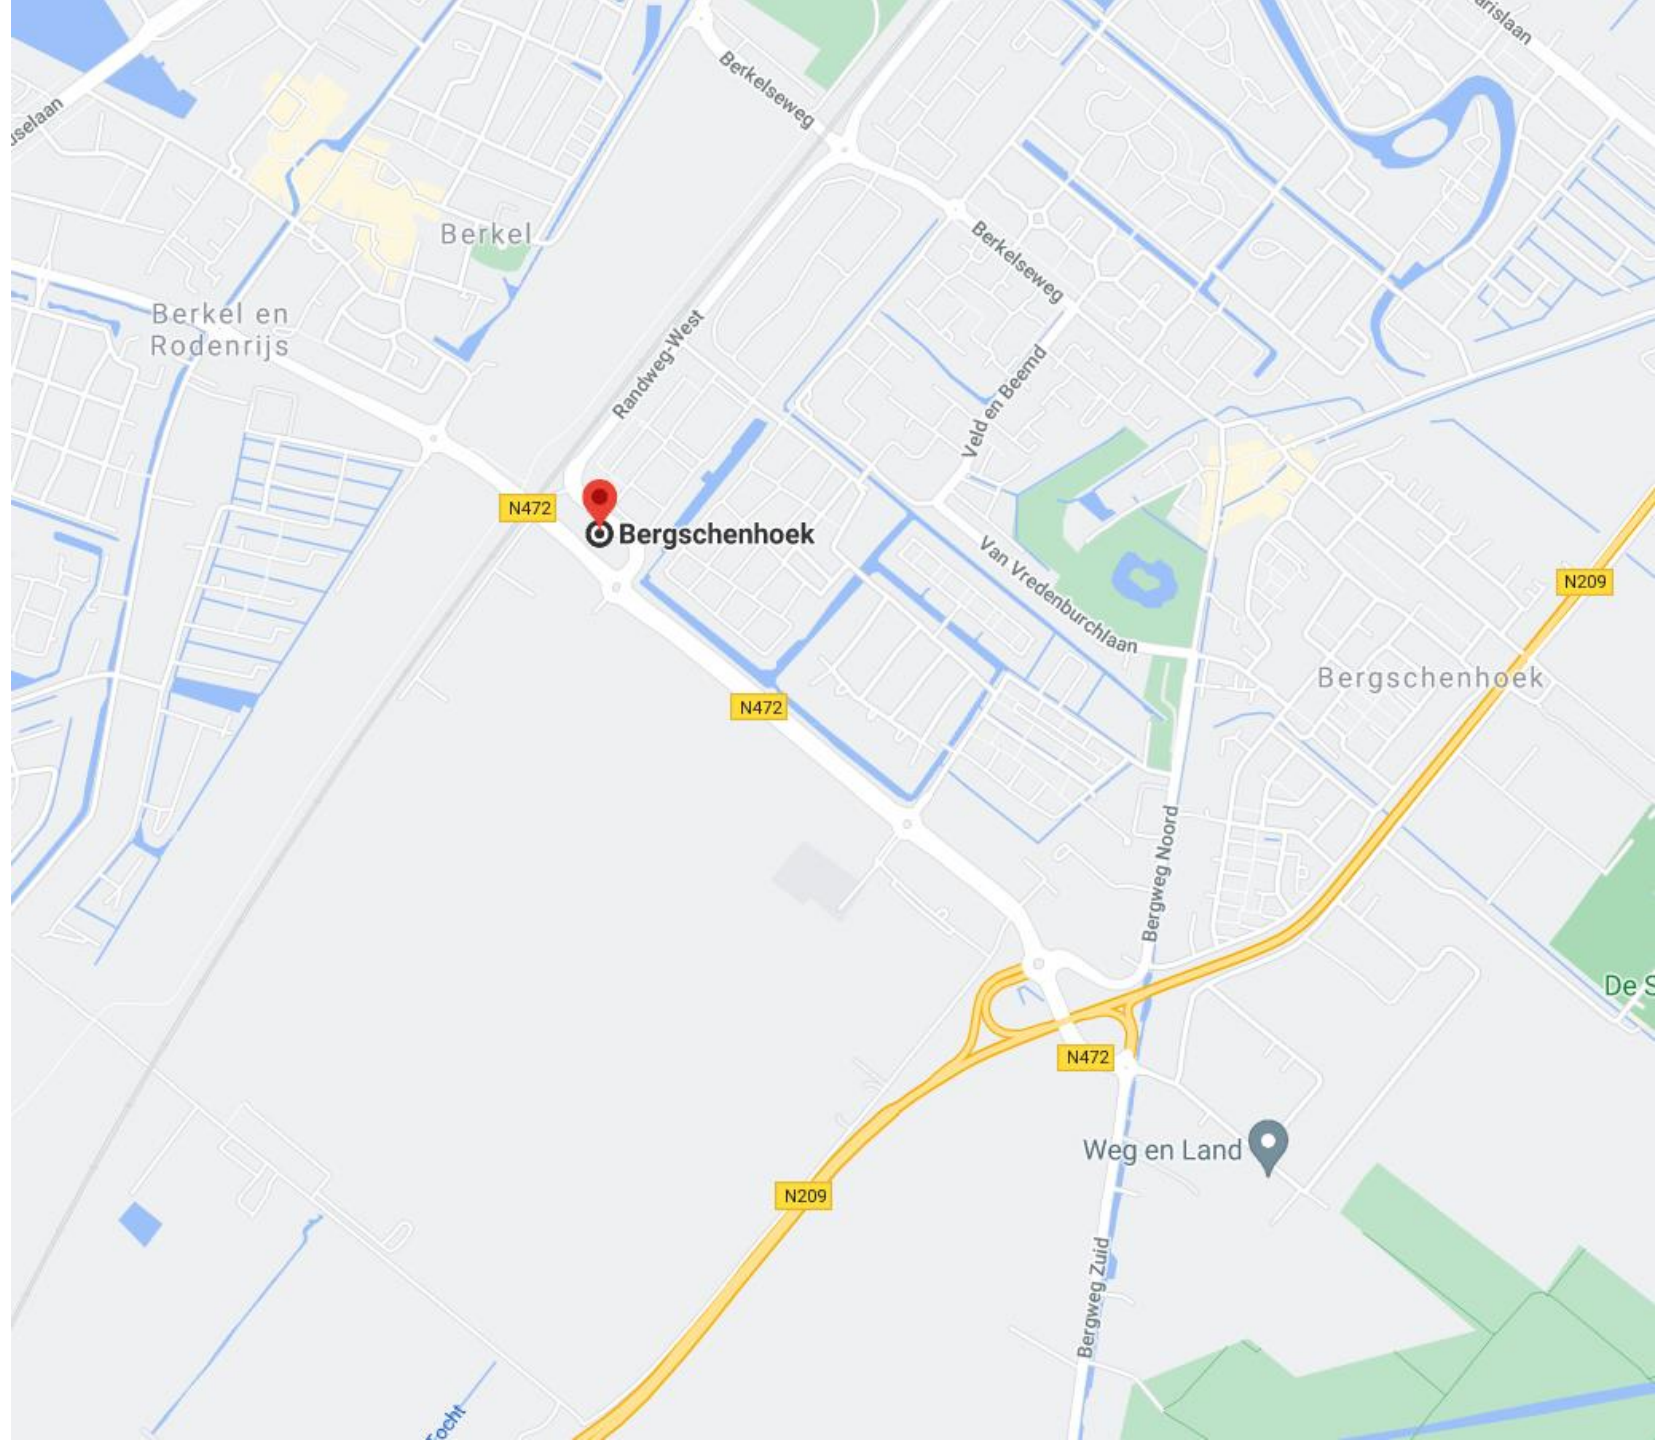 Berkelseweg
Berkel
Berkelseweg
Berkel en
Rodenrijs
Randweg-West
Veld en Beemd
N472
Bergschenhoek
Van Vredenburchlaan
N209
Bergschenhoek
N472
Bergweg Noord
De S
N472
Weg en Land
N209
Bergweg Zuid